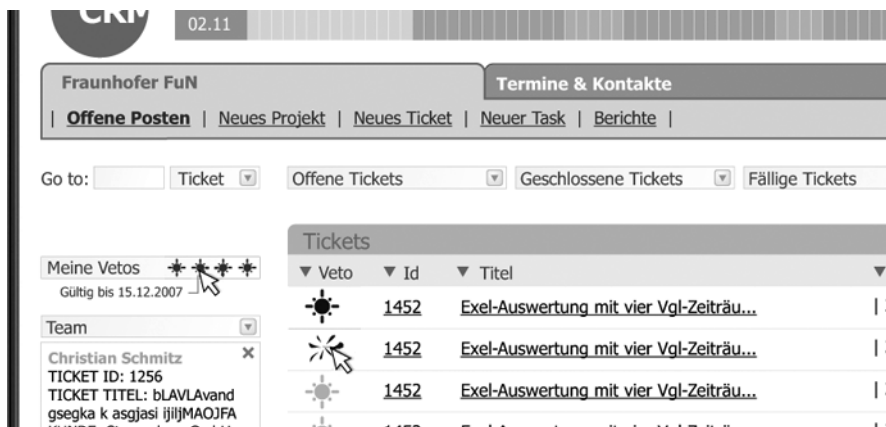 CRM
02.11
Fraunhofer FuN
Termine & Kontakte
| Offene Posten | Neues Projekt | Neues Ticket | Neuer Task | Berichte |
Go to: Ticket Offene Tickets Geschlossene Tickets Fällige Tickets
Tickets
Meine Vetos
Gültig bis 15.12.2007
Veto Id Titel
1452 Exel-Auswertung mit vier Vgl-Zeiträu...
1452 Exel-Auswertung mit vier Vgl-Zeiträu...
1452 Exel-Auswertung mit vier Vgl-Zeiträu...
Team
Christian Schmitz
TICKET ID: 1256
TICKET TITEL: bLAVLAvand
gsegka k asgjasi ijiljMAOJFA